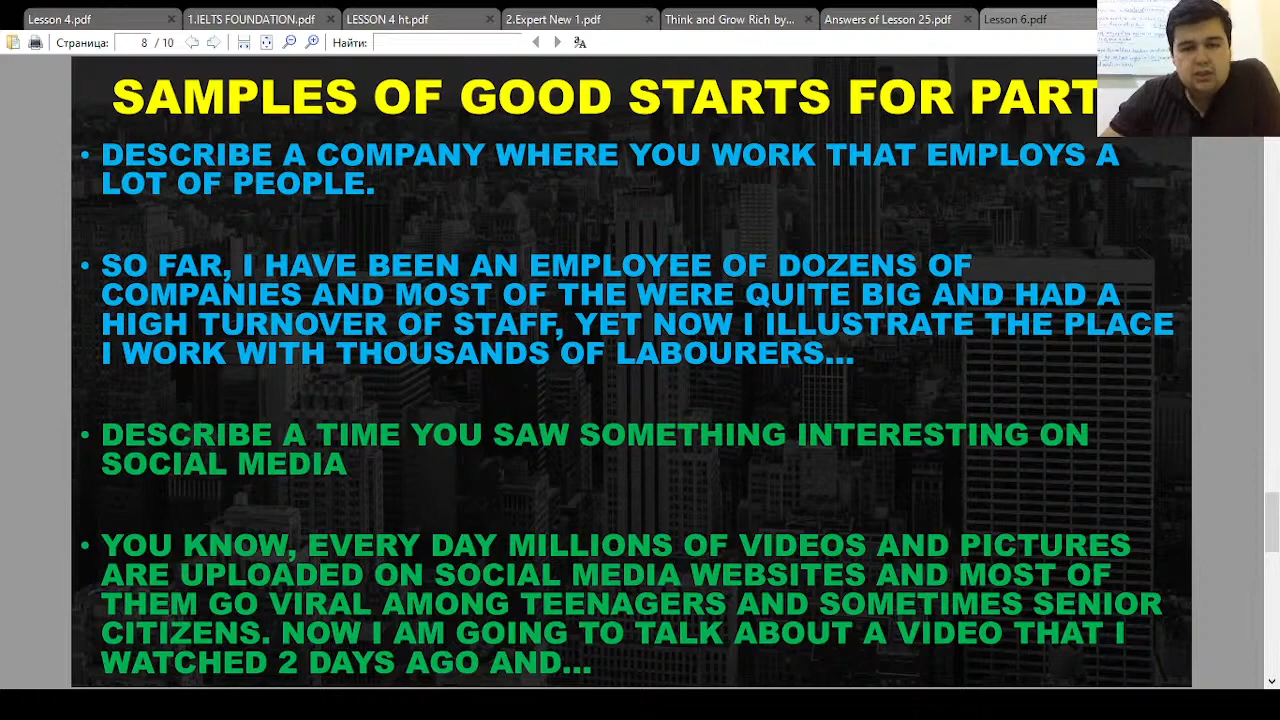 Lesson 4.pdf
1.IELTS FOUNDATION.pdf
LESSON 4 ht.pdf
2.Expert New 1.pdf
Think and Grow Rich by...
Answers of Lesson 25.pdf
Lesson 6.pdf
Страница: 8 / 10 Найти:
SAMPLES OF GOOD STARTS FOR PART
• DESCRIBE A COMPANY WHERE YOU WORK THAT EMPLOYS A
LOT OF PEOPLE.
• SO FAR, I HAVE BEEN AN EMPLOYEE OF DOZENS OF
COMPANIES AND MOST OF THE WERE QUITE BIG AND HAD A
HIGH TURNOVER OF STAFF, YET NOW I ILLUSTRATE THE PLACE
I WORK WITH THOUSANDS OF LABOURERS...
• DESCRIBE A TIME YOU SAW SOMETHING INTERESTING ON
SOCIAL MEDIA
• YOU KNOW, EVERY DAY MILLIONS OF VIDEOS AND PICTURES
ARE UPLOADED ON SOCIAL MEDIA WEBSITES AND MOST OF
THEM GO VIRAL AMONG TEENAGERS AND SOMETIMES SENIOR
CITIZENS. NOW I AM GOING TO TALK ABOUT A VIDEO THAT I
WATCHED 2 DAYS AGO AND...